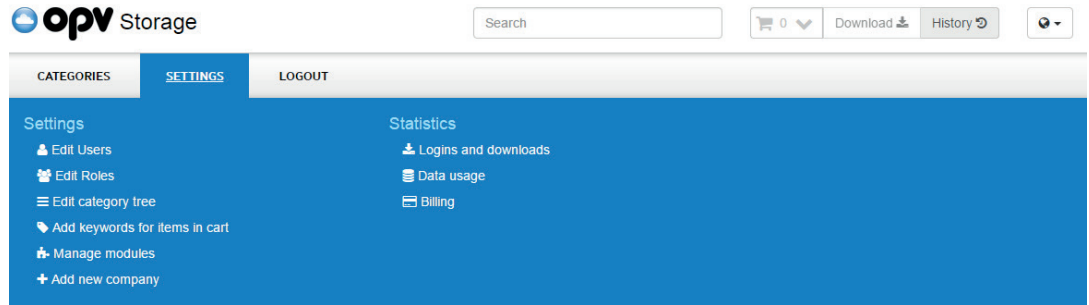 opv Storage
Search
0
Download
History
CATEGORIES SETTINGS LOGOUT
Settings
Edit Users
Edit Roles
Edit category tree
Add keywords for items in cart
Manage modules
Add new company
Statistics
Logins and downloads
Data usage
Billing